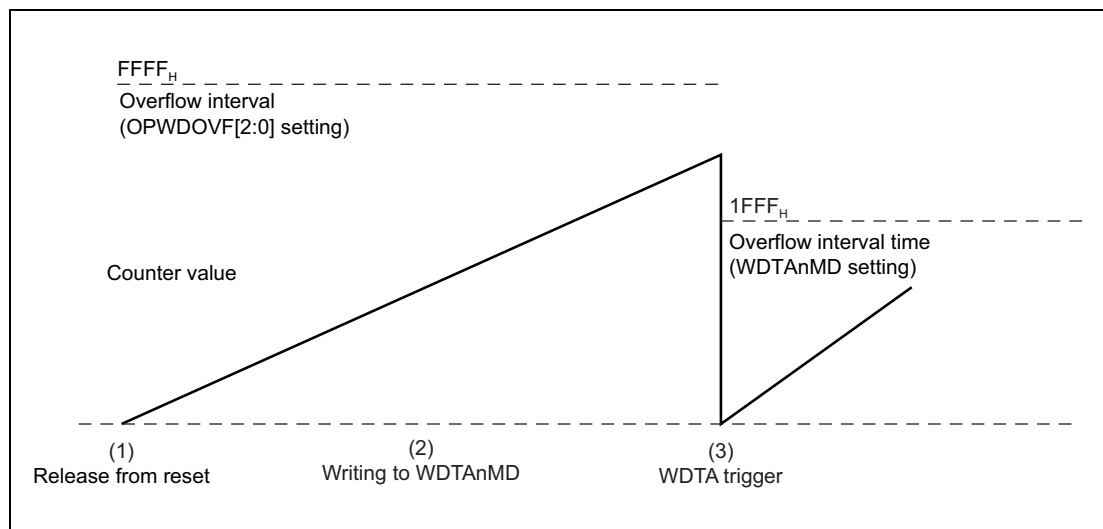 FFFFH
Overflow interval
(OPWDOVF[2:0] setting)
1FFFH
Overflow interval time
(WDTAnMD setting)
Counter value
(1)
Release from reset
(2)
Writing to WDTAnMD
(3)
WDTA trigger